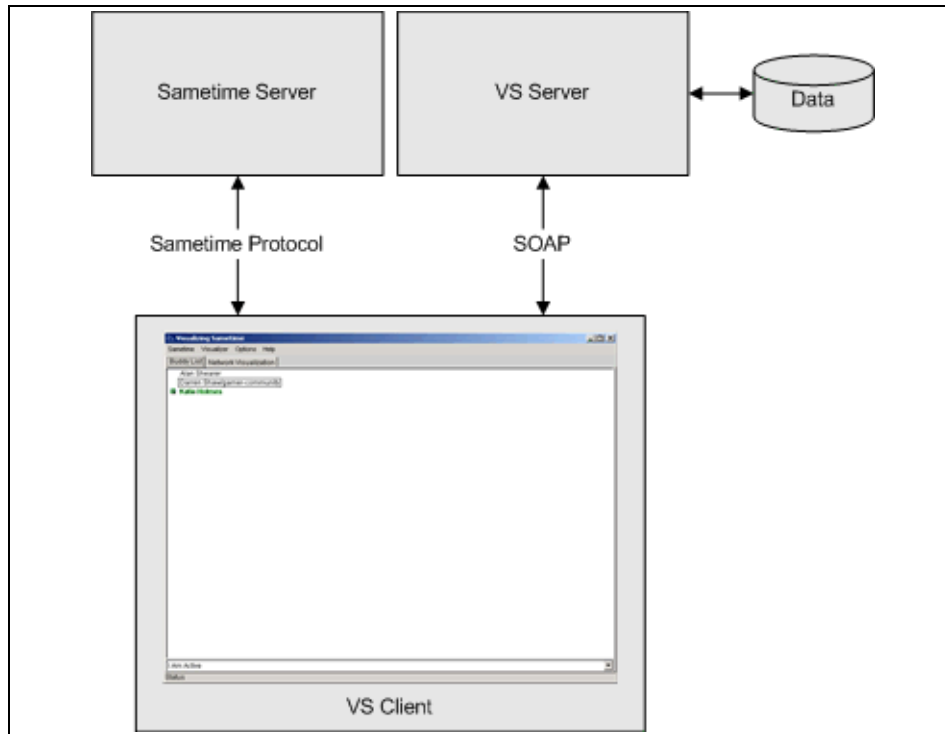 Sametime Server
VS Server
Data
Sametime Protocol
SOAP
Visualizing Sametime
Sametime Visualizer Options Help
Buddy List Network Visualization
Alan Shearer
Katie Holmes
I Am Active
Status
VS Client